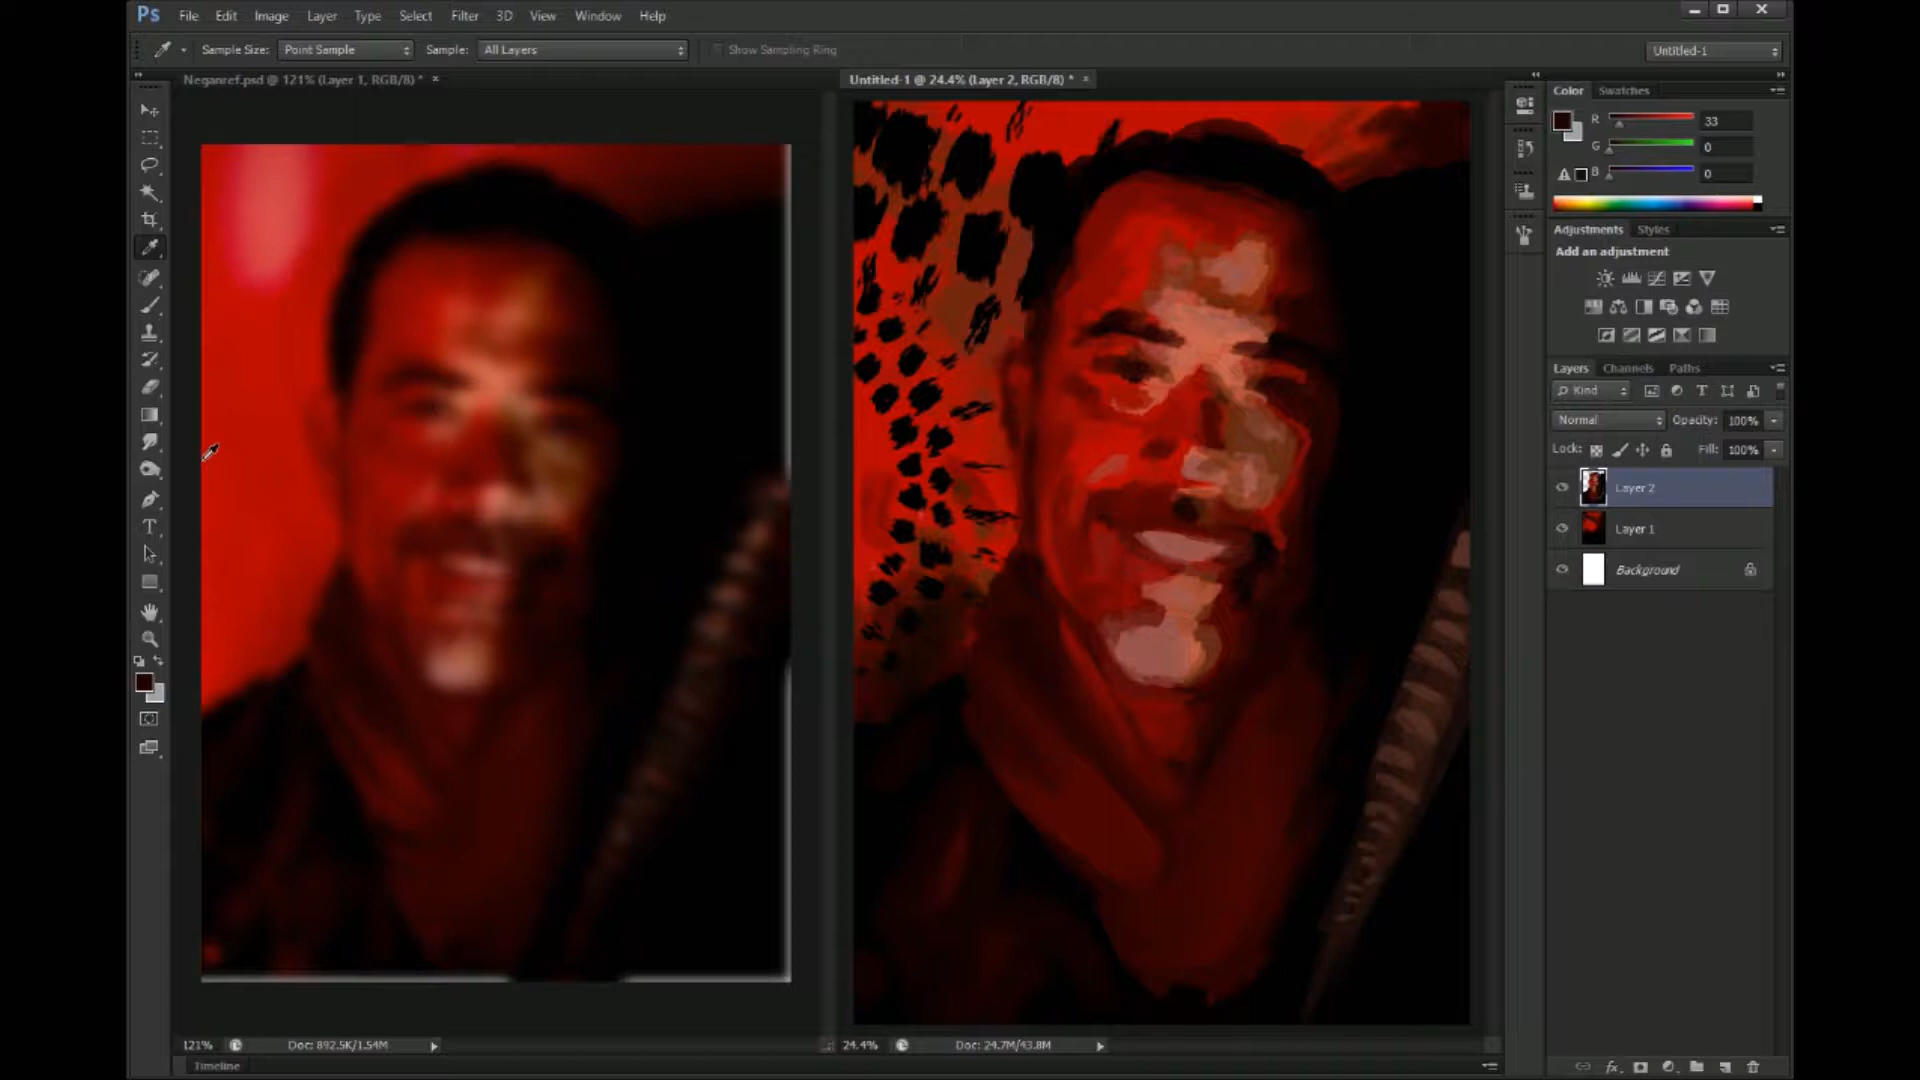 Ps File Edit Image Layer Type Select Filter 3D View Window Help
Sample Size: Point Sample Sample: All Layers Show Sampling Ring Untitled-1
Neganref.psd @ 121% (Layer 1, RGB/8) * × Untitled-1 @ 24.4% (Layer 2, RGB/8) * ×
Color Swatches
R 33
G 0
B 0
Adjustments Styles
Add an adjustment
Layers Channels Paths
Kind
Normal Opacity: 100%
Lock: Fill: 100%
Layer 2
Layer 1
Background
121% Doc: 892.5K/1.54M 24.4% Doc: 24.7M/43.8M
Timeline